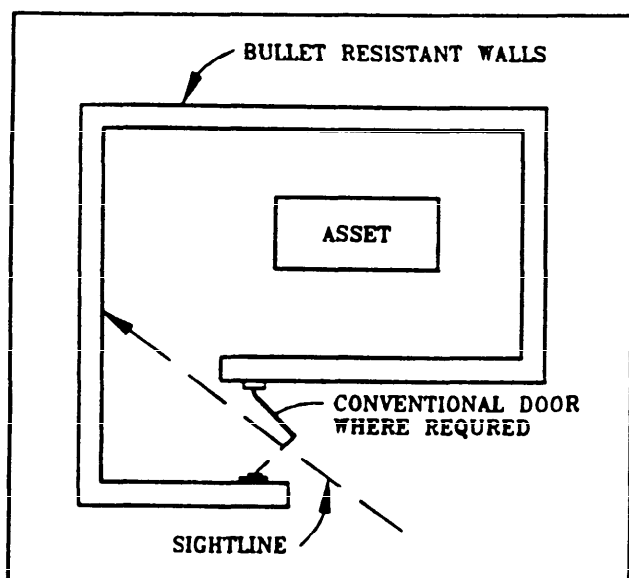 BULLET RESISTANT WALLS
ASSET
CONVENTIONAL DOOR
WHERE REQURED
SIGHTLINE